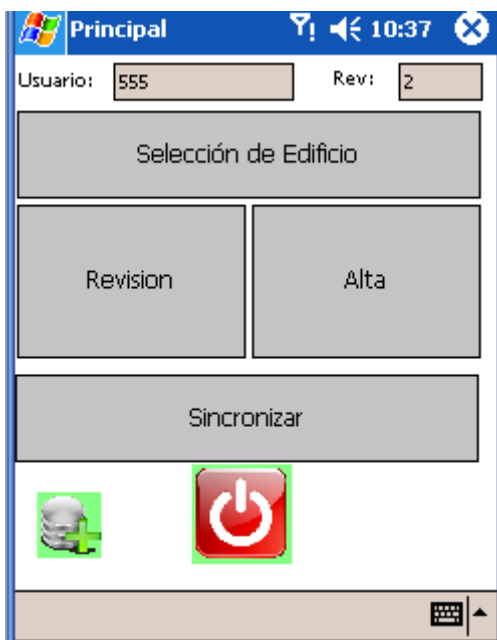 Principal 10:37
Usuario: 555 Rev: 2
Selección de Edificio
Revision Alta
Sincronizar